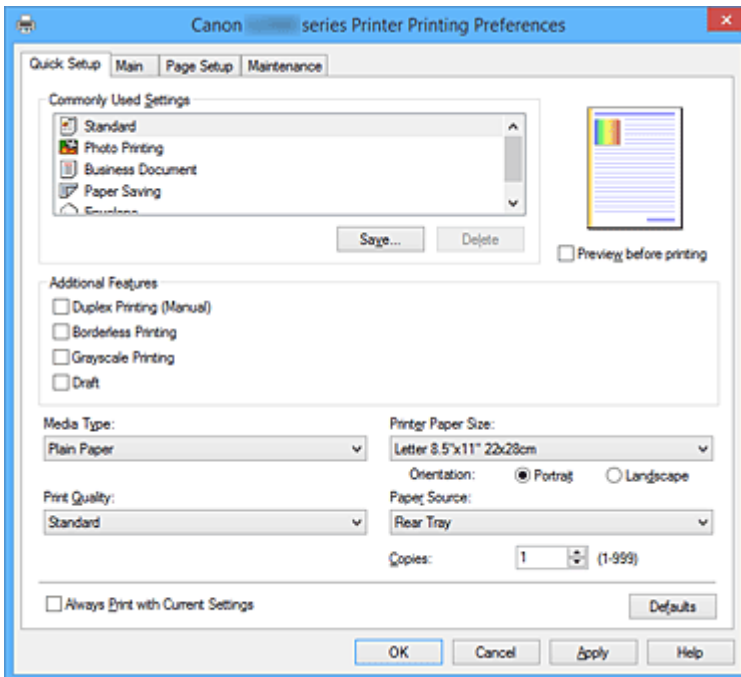 Canon series Printer Printing Preferences
Quick Setup Main Page Setup Maintenance
Commonly Used Settings
Standard
Photo Printing
Business Document
Paper Saving
Envelope
Save... Delete
Preview before printing
Additional Features
Duplex Printing (Manual)
Borderless Printing
Grayscale Printing
Draft
Media Type: Printer Paper Size:
Plain Paper Letter 8.5"x11" 22x28cm
Orientation: Portrait Landscape
Print Quality: Paper Source:
Standard Rear Tray
Copies: 1 (1-999)
Always Print with Current Settings Defaults
OK Cancel Apply Help